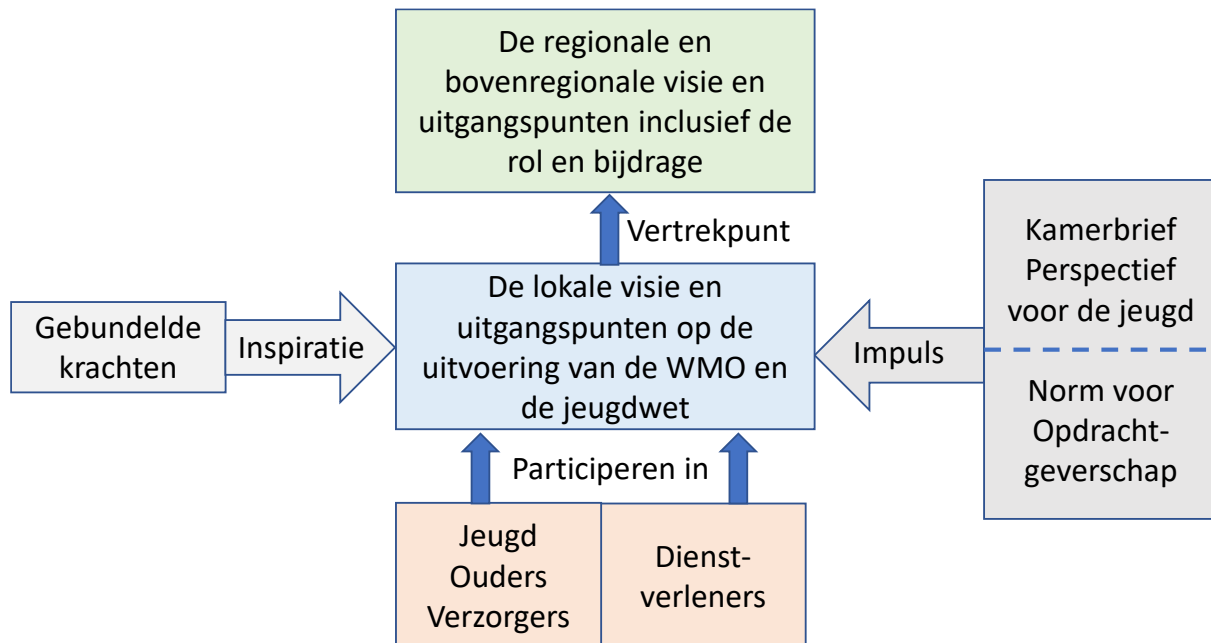 De regionale en
bovenregionale visie en
uitgangspunten inclusief de
rol en bijdrage
Vertrekpunt
Gebundelde
krachten
Inspiratie
De lokale visie en
uitgangspunten op de
uitvoering van de WMO en
de jeugdwet
Impuls
Kamerbrief
Perspectief
voor de jeugd
Norm voor
Opdracht-
geverschap
Participeren in
Jeugd
Ouders
Verzorgers
Dienst-
verleners